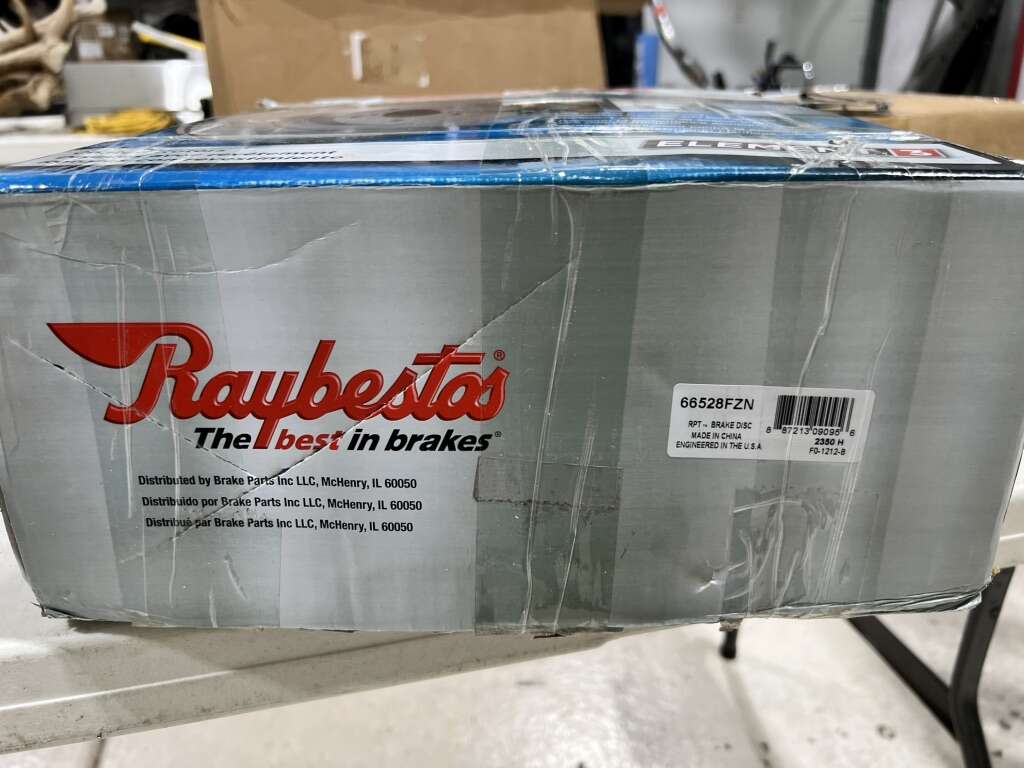 ELEMENT3
Raybestos®
The best in brakes®
Distributed by Brake Parts Inc LLC, McHenry, IL 60050
Distribuido por Brake Parts Inc LLC, McHenry, IL 60050
Distribué par Brake Parts Inc LLC, McHenry, IL 60050
66528FZN
RPT - BRAKE DISC
MADE IN CHINA
ENGINEERED IN THE U.S.A.
8 87213 09095 6
2350 H
F0-1212-B